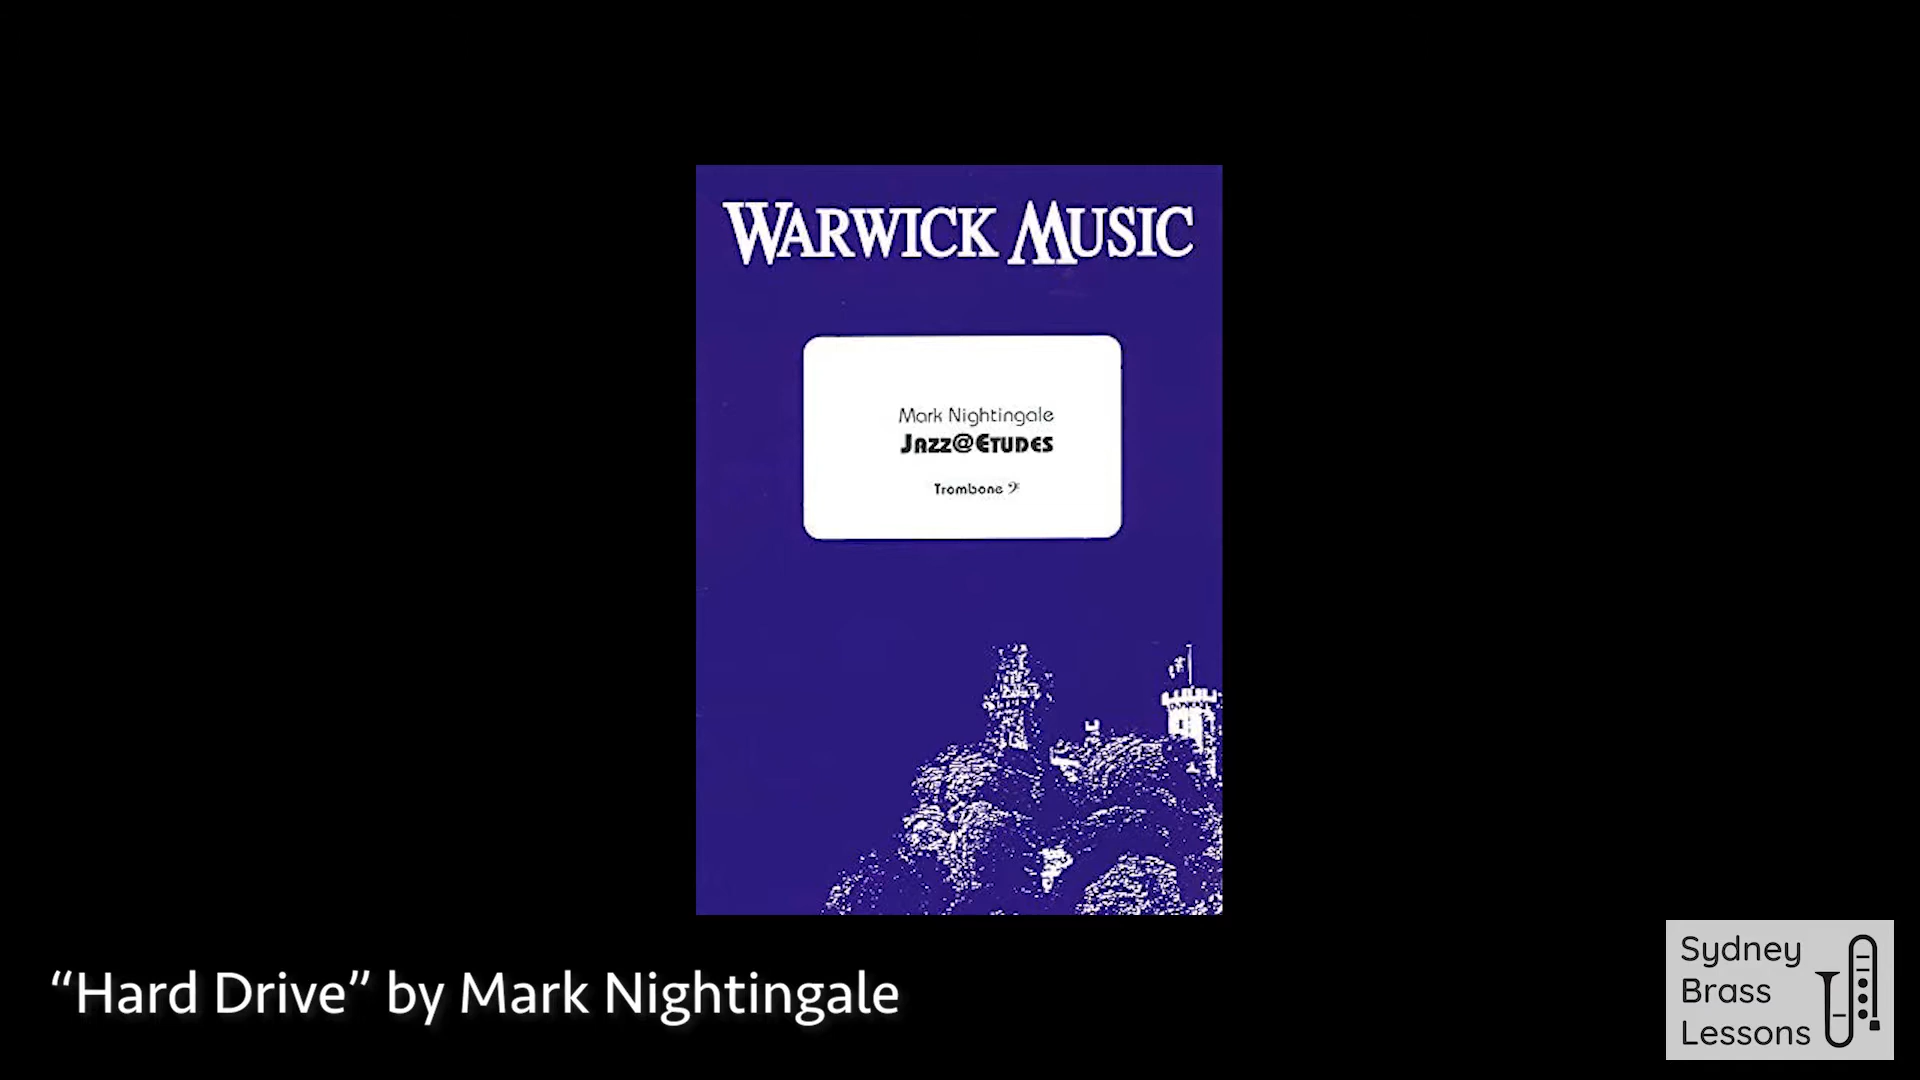 WARWICK MUSIC
Mark Nightingale
JAZZ@ETUDES
Trombone 𝄢
“Hard Drive” by Mark Nightingale
Sydney
Brass
Lessons